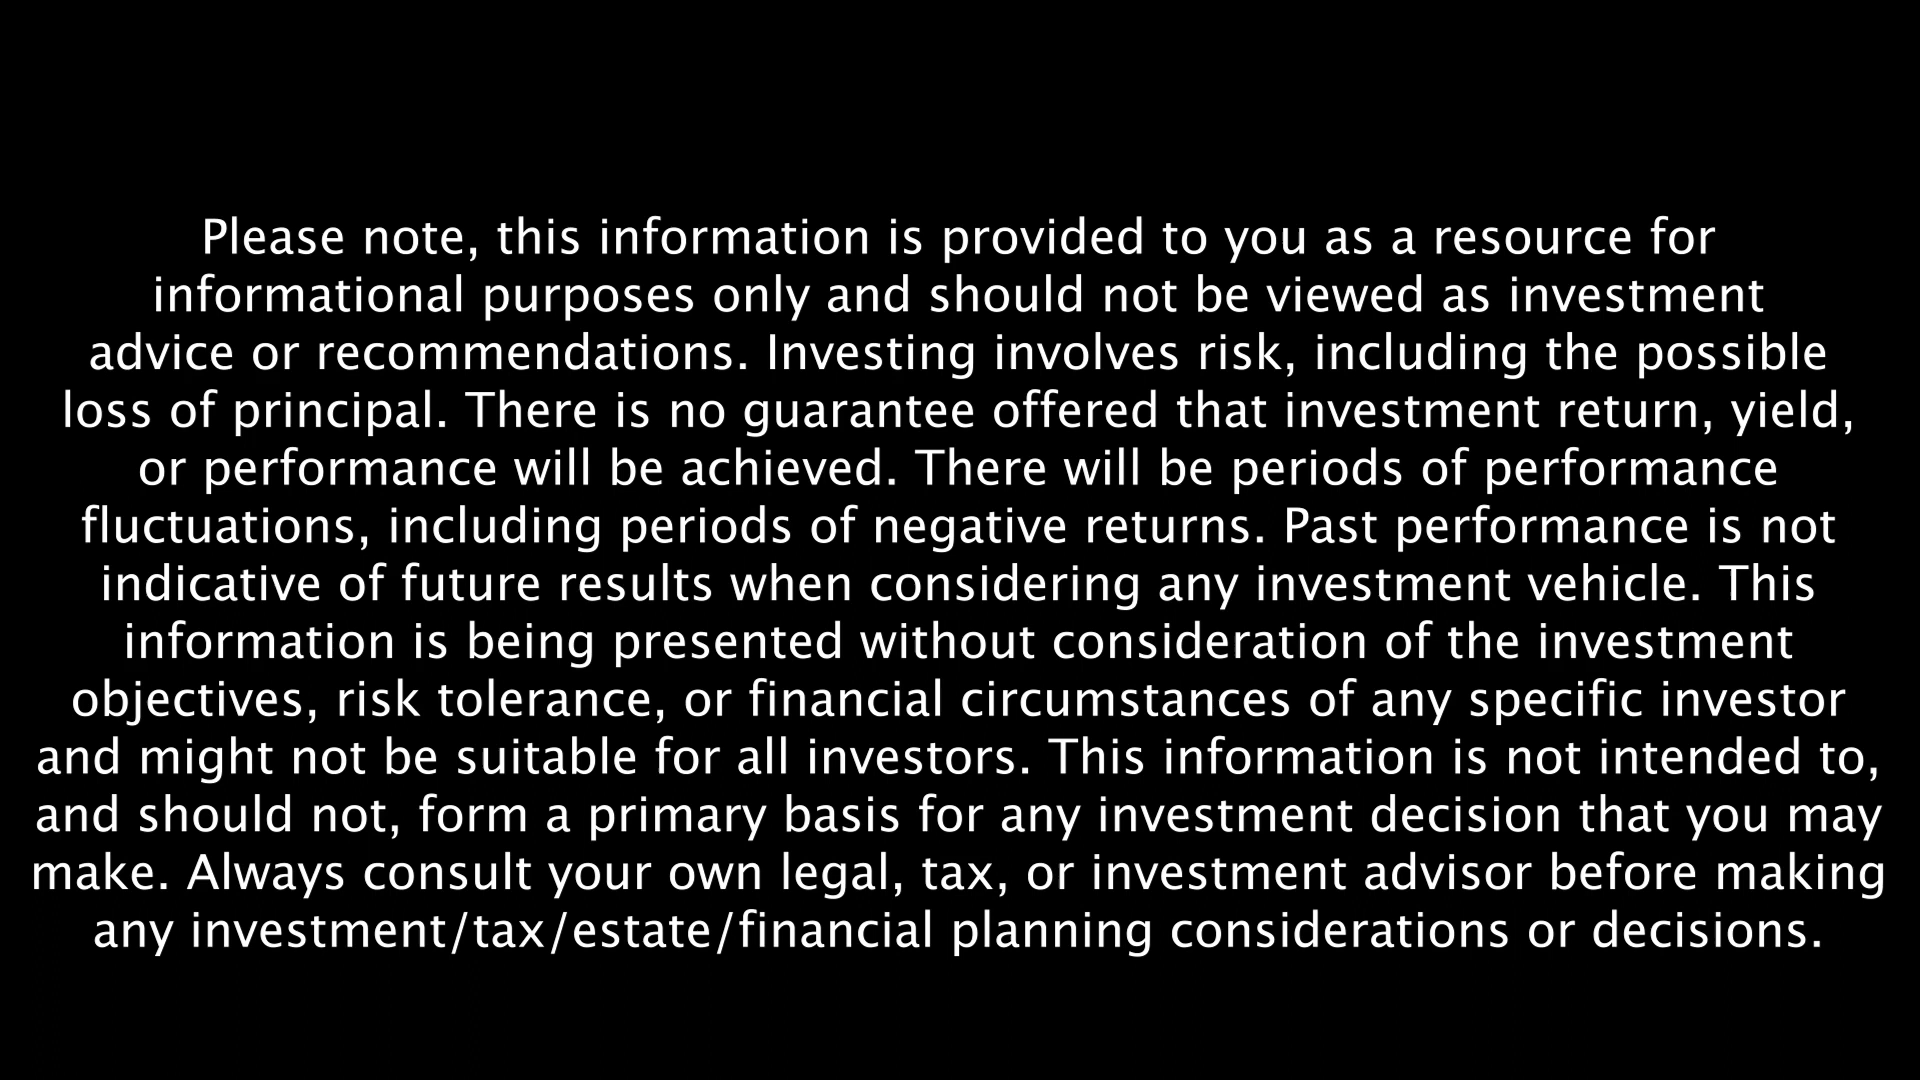 Please note, this information is provided to you as a resource for
informational purposes only and should not be viewed as investment
advice or recommendations. Investing involves risk, including the possible
loss of principal. There is no guarantee offered that investment return, yield,
or performance will be achieved. There will be periods of performance
fluctuations, including periods of negative returns. Past performance is not
indicative of future results when considering any investment vehicle. This
information is being presented without consideration of the investment
objectives, risk tolerance, or financial circumstances of any specific investor
and might not be suitable for all investors. This information is not intended to,
and should not, form a primary basis for any investment decision that you may
make. Always consult your own legal, tax, or investment advisor before making
any investment/tax/estate/financial planning considerations or decisions.